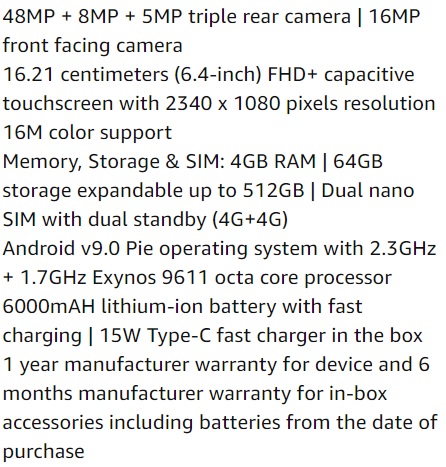 48MP + 8MP + 5MP triple rear camera | 16MP
front facing camera
16.21 centimeters (6.4-inch) FHD+ capacitive
touchscreen with 2340 x 1080 pixels resolution
16M color support
Memory, Storage & SIM: 4GB RAM | 64GB
storage expandable up to 512GB | Dual nano
SIM with dual standby (4G+4G)
Android v9.0 Pie operating system with 2.3GHz
+ 1.7GHz Exynos 9611 octa core processor
6000mAH lithium-ion battery with fast
charging | 15W Type-C fast charger in the box
1 year manufacturer warranty for device and 6
months manufacturer warranty for in-box
accessories including batteries from the date of
purchase